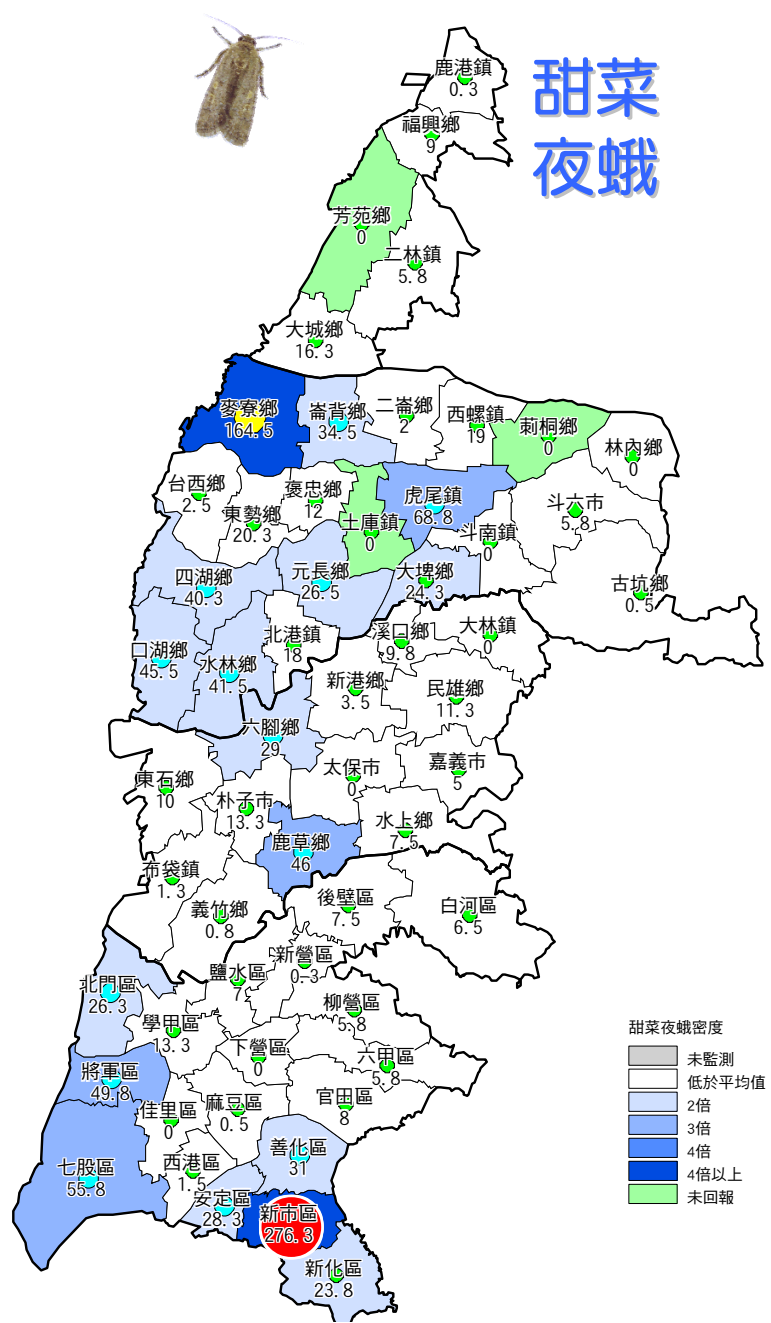 甜菜
夜蛾
鹿港鎮
0.3
福興鄉
9
芳苑鄉
0
二林鎮
5.8
大城鄉
16.3
麥寮鄉
164.5
崙背鄉
34.5
二崙鄉
2
西螺鎮
19
莿桐鄉
0
林內鄉
0
台西鄉
2.5
東勢鄉
20.3
褒忠鄉
12
土庫鎮
0
虎尾鎮
68.8
斗南鎮
0
斗六市
5.8
古坑鄉
0.5
四湖鄉
40.3
元長鄉
26.5
大埤鄉
24.3
口湖鄉
45.5
水林鄉
41.5
北港鎮
18
溪口鄉
9.8
大林鎮
0
新港鄉
3.5
民雄鄉
11.3
六腳鄉
29
太保市
0
嘉義市
5
東石鄉
10
朴子市
13.3
鹿草鄉
46
水上鄉
7.5
布袋鎮
1.3
義竹鄉
0.8
後壁區
7.5
白河區
6.5
北門區
26.3
鹽水區
7
新營區
0.3
學甲區
13.3
柳營區
5.8
下營區
0
六甲區
5.8
將軍區
49.8
佳里區
0
麻豆區
0.5
官田區
8
七股區
55.8
西港區
1.5
善化區
31
安定區
28.3
新市區
276.3
新化區
23.8
甜菜夜蛾密度
未監測
低於平均值
2倍
3倍
4倍
4倍以上
未回報